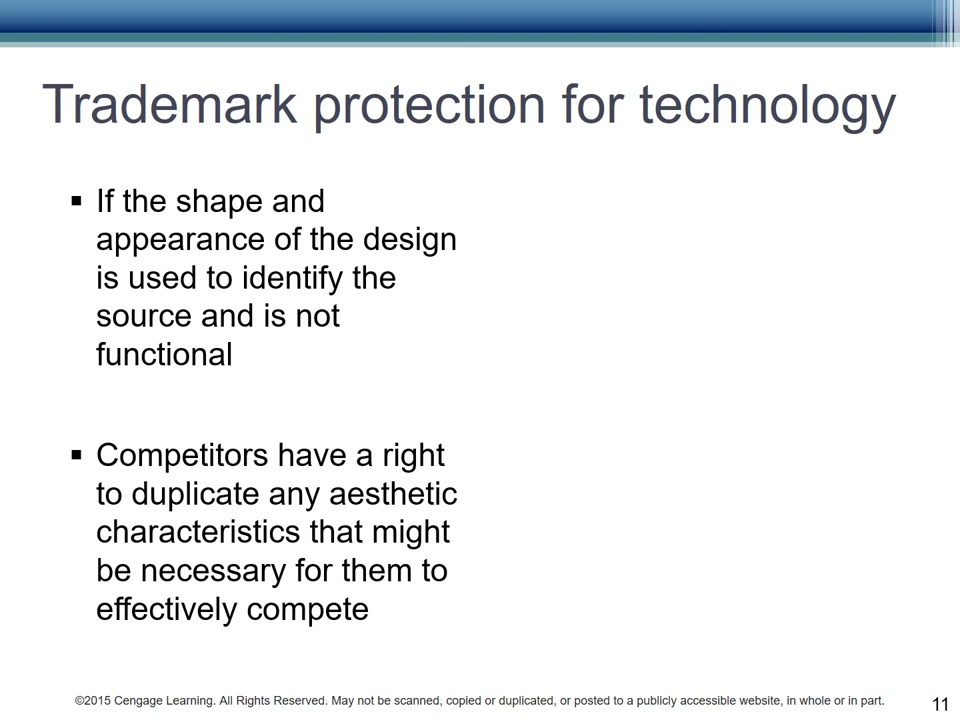 Trademark protection for technology
▪ If the shape and
appearance of the design
is used to identify the
source and is not
functional
▪ Competitors have a right
to duplicate any aesthetic
characteristics that might
be necessary for them to
effectively compete
©2015 Cengage Learning. All Rights Reserved. May not be scanned, copied or duplicated, or posted to a publicly accessible website, in whole or in part.
11